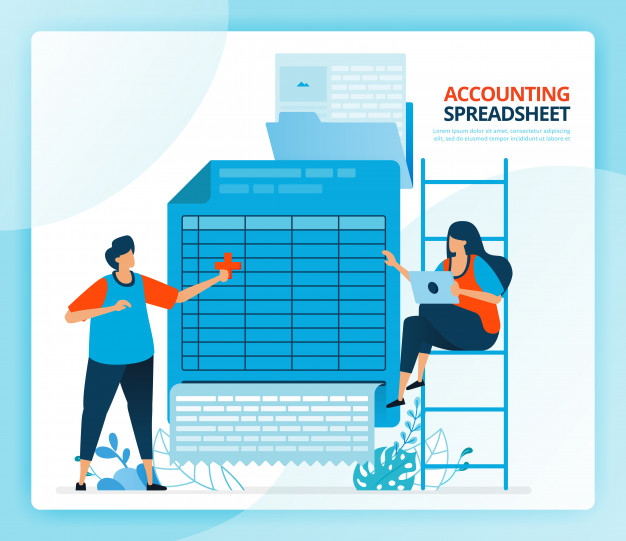 ACCOUNTING
SPREADSHEET
Lorem ipsum dolor sit amet, consectetur adipiscing
elit, sed do eiusmod tempor incididunt ut labore et